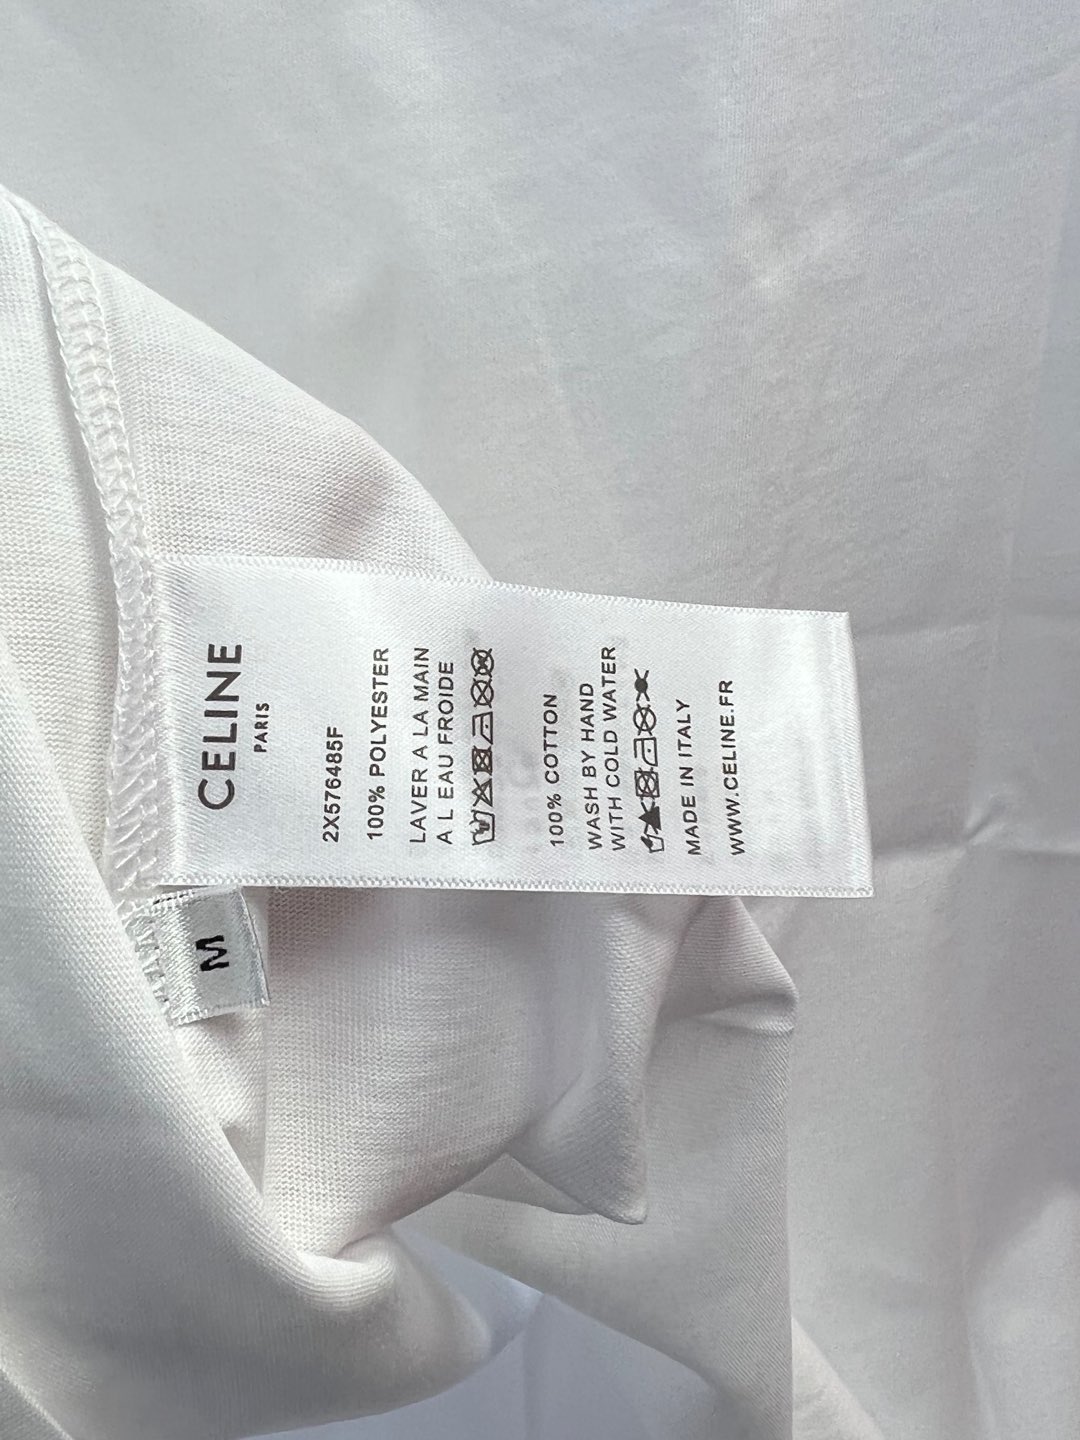 CELINE
PARIS
2X576485F
100% POLYESTER
LAVER A LA MAIN
A L EAU FROIDE
100% COTTON
WASH BY HAND
WITH COLD WATER
MADE IN ITALY
WWW.CELINE.FR
M